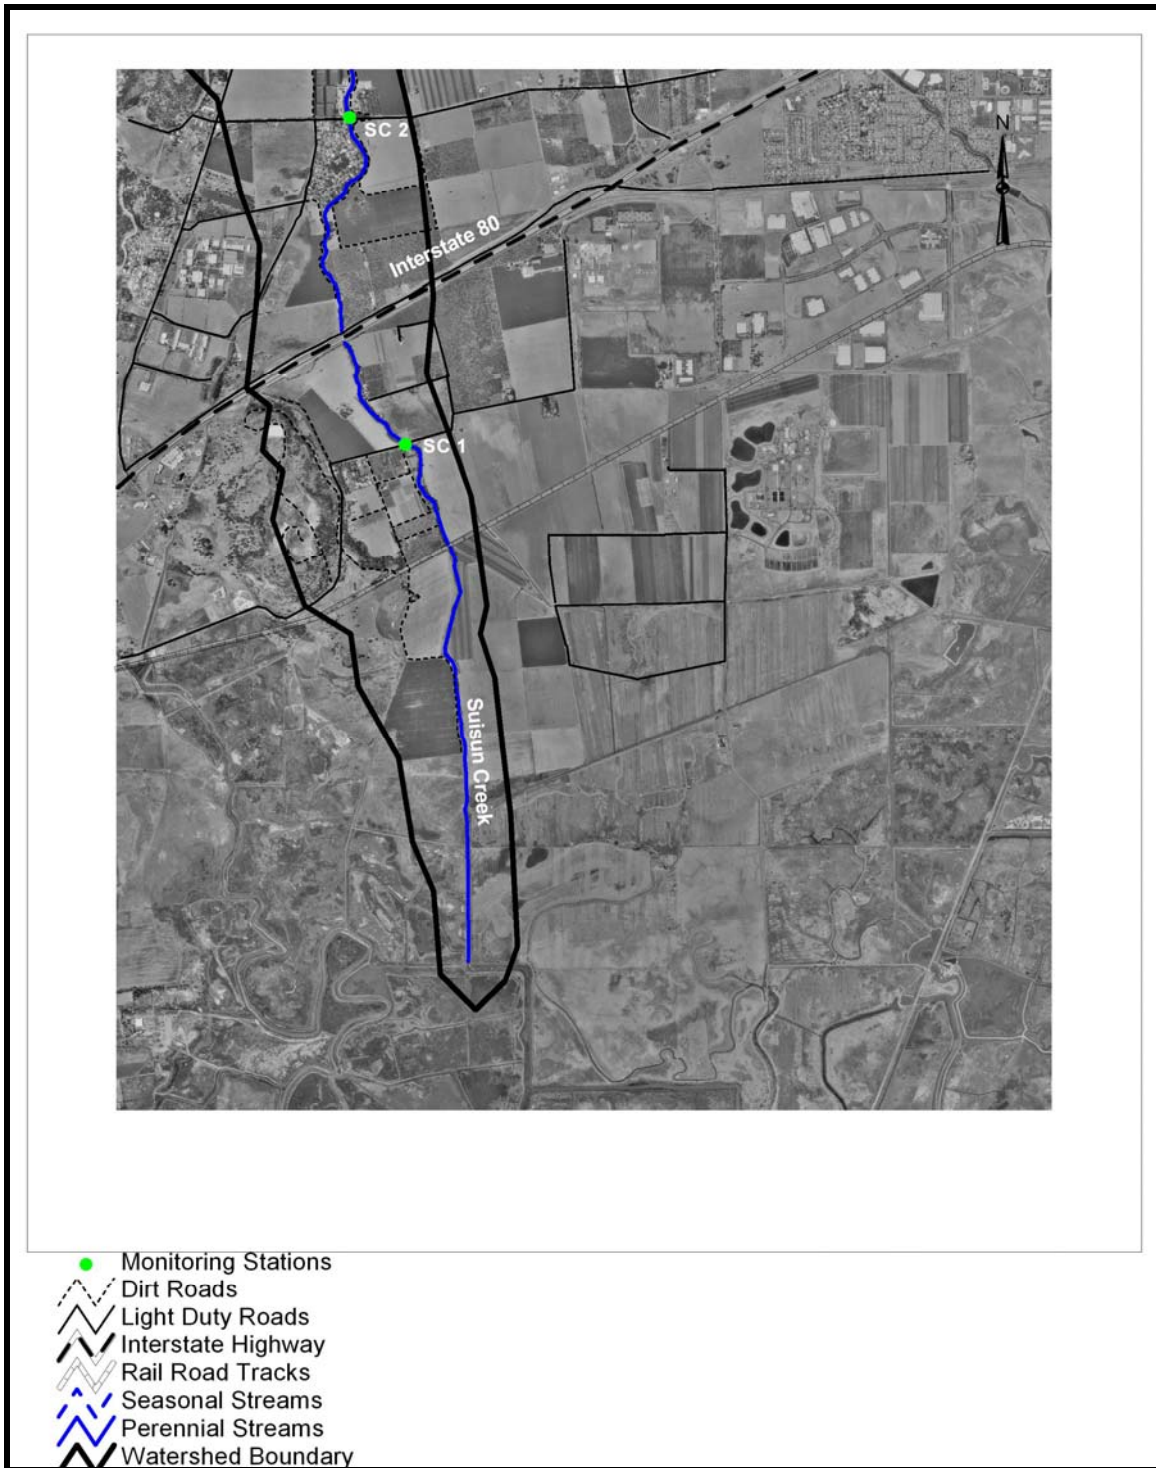 N
SC 2
Interstate 80
SC 1
Suisun Creek
Monitoring Stations
Dirt Roads
Light Duty Roads
Interstate Highway
Rail Road Tracks
Seasonal Streams
Perennial Streams
Watershed Boundary